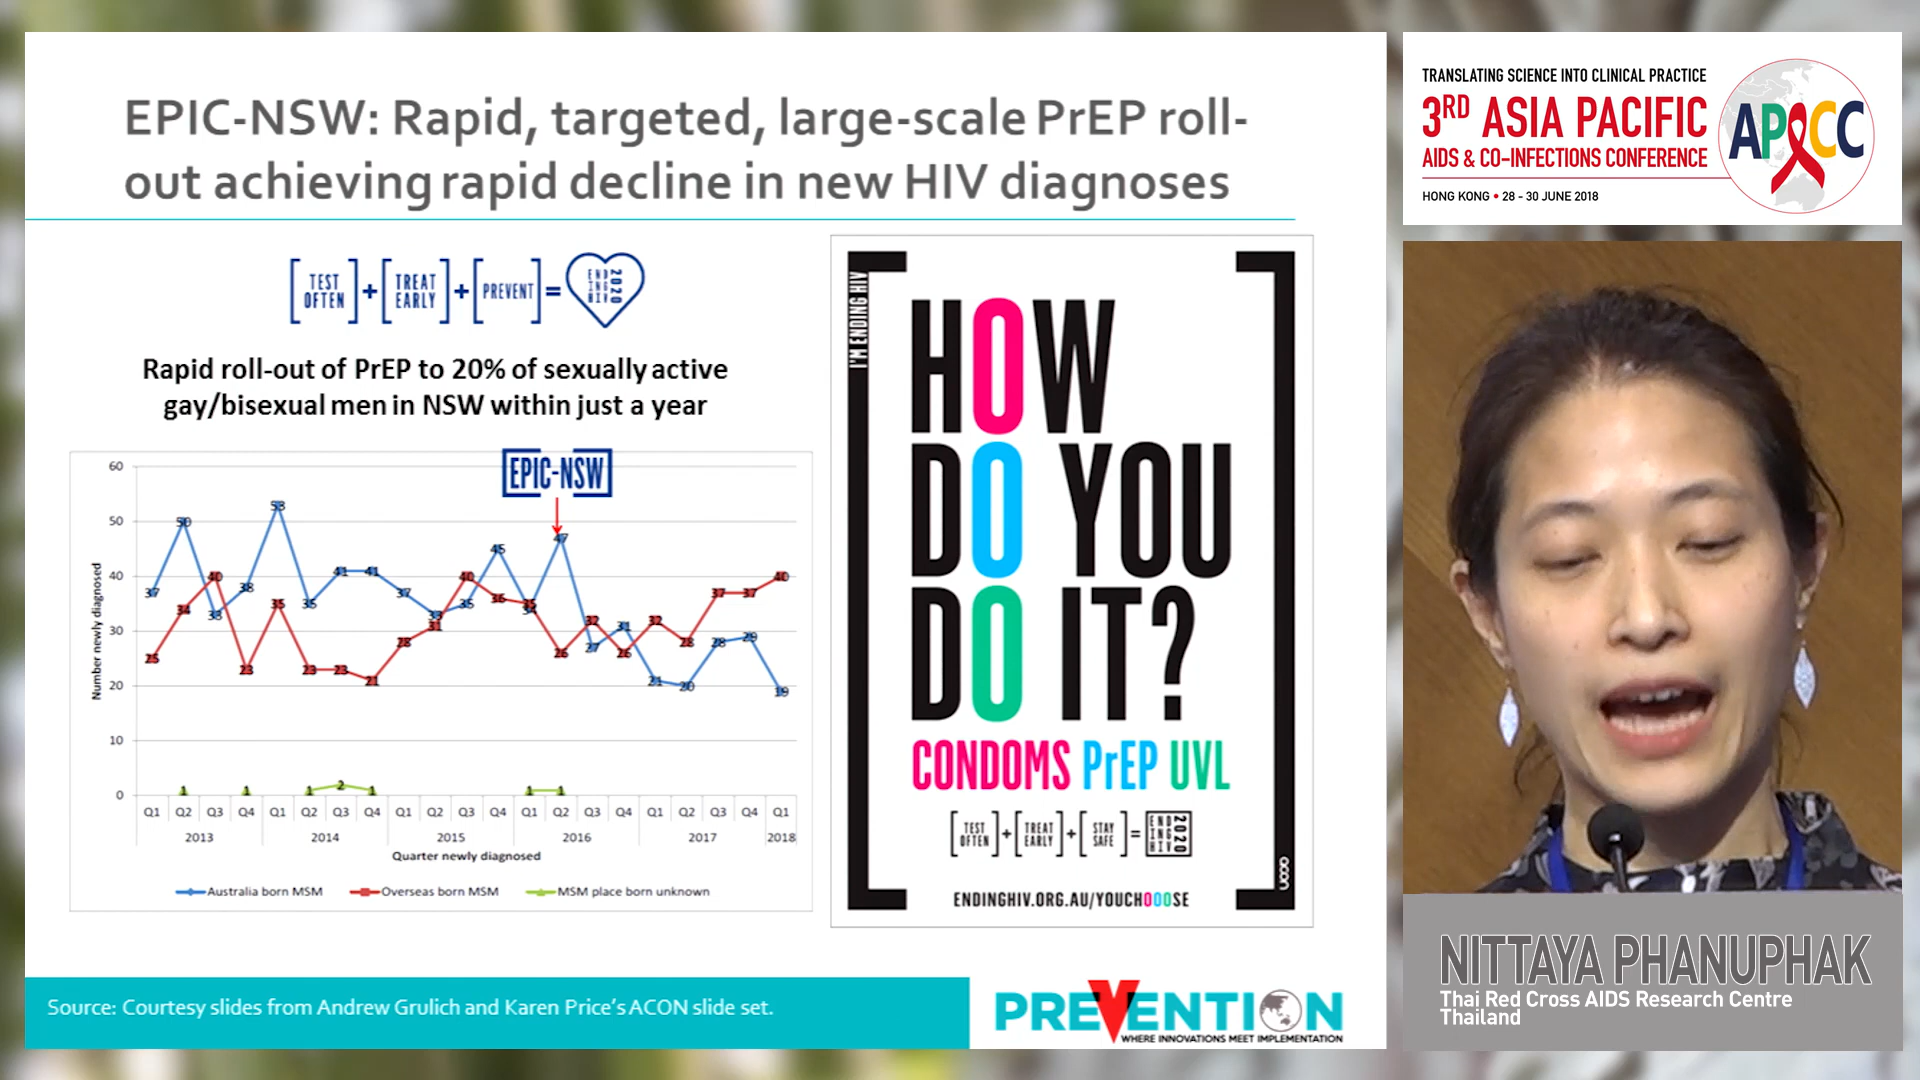 EPIC-NSW: Rapid, targeted, large-scale PrEP roll-
out achieving rapid decline in new HIV diagnoses
TEST OFTEN + TREAT EARLY + PREVENT = ENDING HIV 2020
Rapid roll-out of PrEP to 20% of sexually active
gay/bisexual men in NSW within just a year
EPIC-NSW
60
50
40
30
20
10
0
Number newly diagnosed
37 50 33 38 53 35 41 41 37 33 35 45 34 47 27 31 21 20 28 29 19
25 34 40 23 35 23 23 21 28 31 40 36 35 26 32 26 32 28 37 37 40
1 1 1 2 1 1 1
Q1 Q2 Q3 Q4 Q1 Q2 Q3 Q4 Q1 Q2 Q3 Q4 Q1 Q2 Q3 Q4 Q1 Q2 Q3 Q4 Q1
2013 2014 2015 2016 2017 2018
Quarter newly diagnosed
Australia born MSM Overseas born MSM MSM place born unknown
I'M ENDING HIV
HOW
DO YOU
DO IT?
CONDOMS PrEP UVL
TEST OFTEN + TREAT EARLY + STAY SAFE = ENDING HIV 2020
ENDINGHIV.ORG.AU/YOUCHOOOSE
acon
Source: Courtesy slides from Andrew Grulich and Karen Price's ACON slide set.
PREVENTION
WHERE INNOVATIONS MEET IMPLEMENTATION
TRANSLATING SCIENCE INTO CLINICAL PRACTICE
3RD ASIA PACIFIC
AIDS & CO-INFECTIONS CONFERENCE
HONG KONG • 28 - 30 JUNE 2018
APACC
NITTAYA PHANUPHAK
Thai Red Cross AIDS Research Centre
Thailand